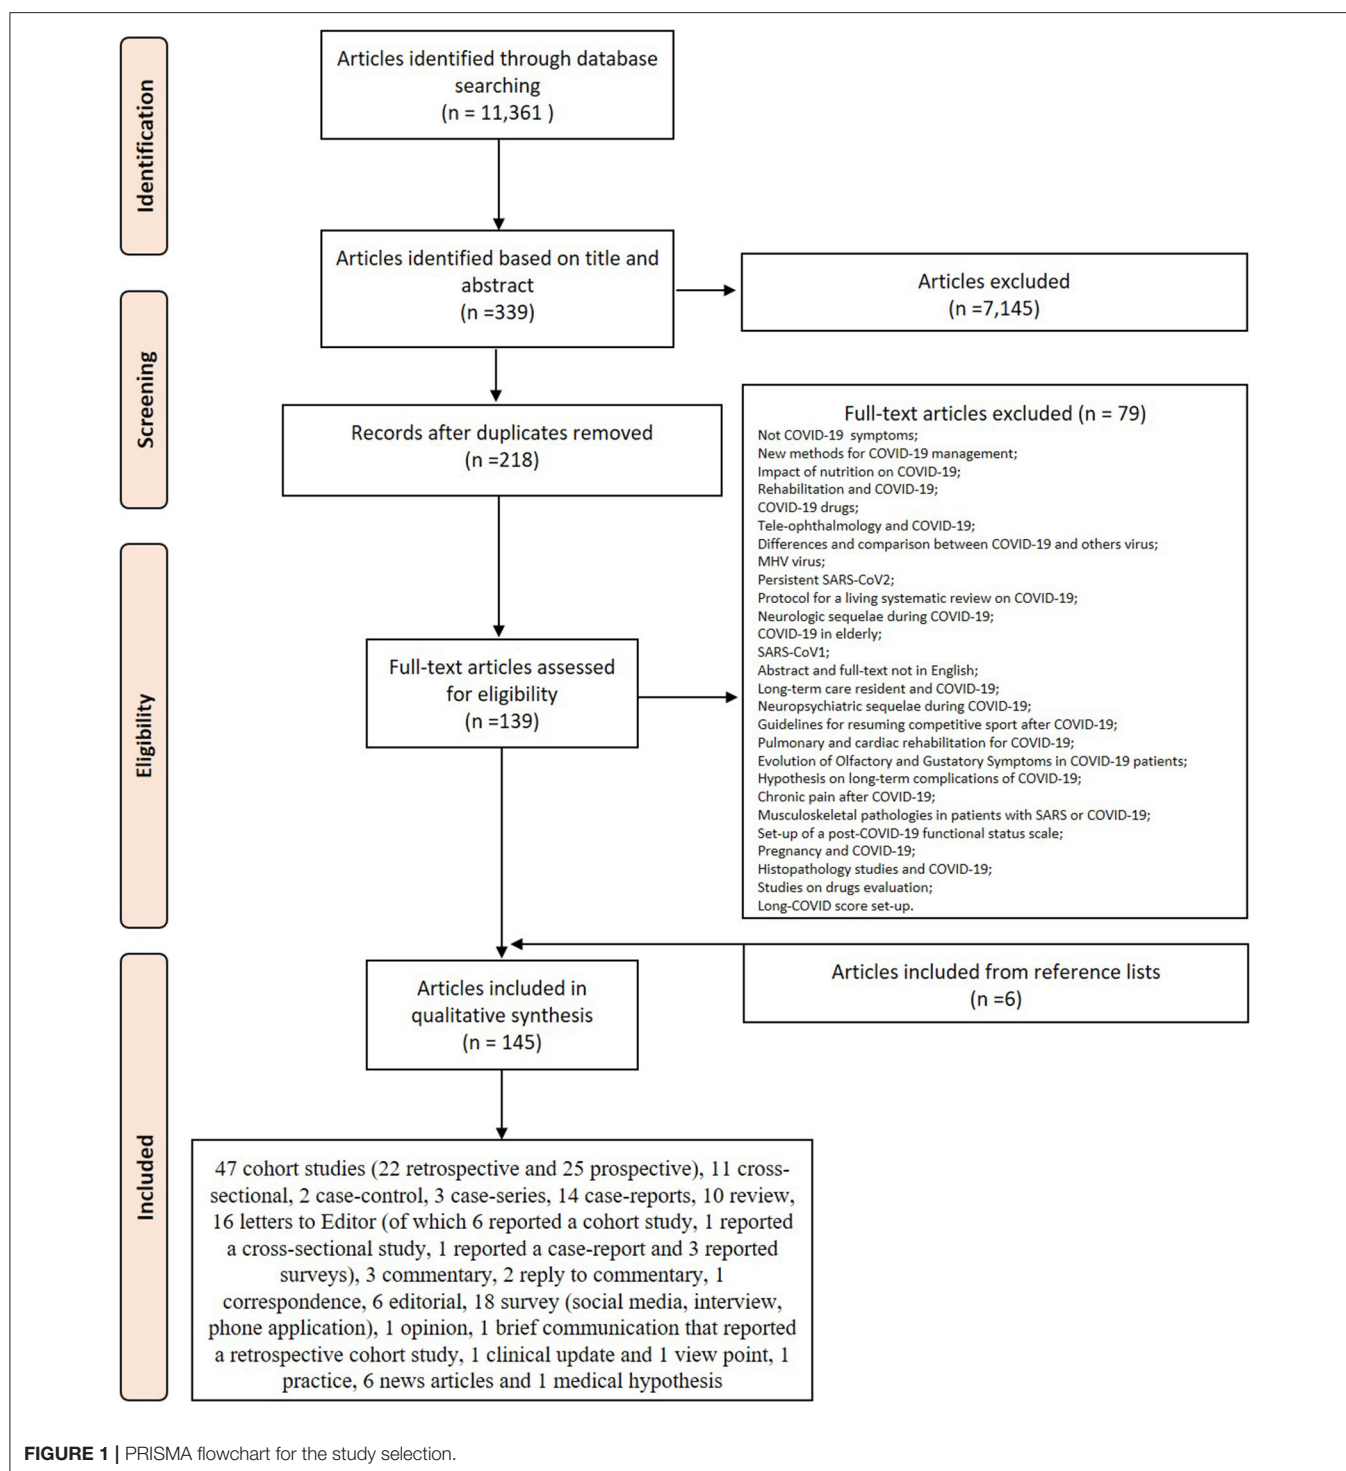 Identification
Articles identified through database
searching
(n = 11,361 )
Articles identified based on title and
abstract
(n =339)
Articles excluded
(n =7,145)
Screening
Records after duplicates removed
(n =218)
Full-text articles excluded (n = 79)
Not COVID-19 symptoms;
New methods for COVID-19 management;
Impact of nutrition on COVID-19;
Rehabilitation and COVID-19;
COVID-19 drugs;
Tele-ophthalmology and COVID-19;
Differences and comparison between COVID-19 and others virus;
MHV virus;
Persistent SARS-CoV2;
Protocol for a living systematic review on COVID-19;
Neurologic sequelae during COVID-19;
COVID-19 in elderly;
SARS-CoV1;
Abstract and full-text not in English;
Long-term care resident and COVID-19;
Neuropsychiatric sequelae during COVID-19;
Guidelines for resuming competitive sport after COVID-19;
Pulmonary and cardiac rehabilitation for COVID-19;
Evolution of Olfactory and Gustatory Symptoms in COVID-19 patients;
Hypothesis on long-term complications of COVID-19;
Chronic pain after COVID-19;
Musculoskeletal pathologies in patients with SARS or COVID-19;
Set-up of a post-COVID-19 functional status scale;
Pregnancy and COVID-19;
Histopathology studies and COVID-19;
Studies on drugs evaluation;
Long-COVID score set-up.
Eligibility
Full-text articles assessed
for eligibility
(n =139)
Articles included from reference lists
(n =6)
Included
Articles included in
qualitative synthesis
(n = 145)
47 cohort studies (22 retrospective and 25 prospective), 11 cross-
sectional, 2 case-control, 3 case-series, 14 case-reports, 10 review,
16 letters to Editor (of which 6 reported a cohort study, 1 reported
a cross-sectional study, 1 reported a case-report and 3 reported
surveys), 3 commentary, 2 reply to commentary, 1
correspondence, 6 editorial, 18 survey (social media, interview,
phone application), 1 opinion, 1 brief communication that reported
a retrospective cohort study, 1 clinical update and 1 view point, 1
practice, 6 news articles and 1 medical hypothesis
FIGURE 1 | PRISMA flowchart for the study selection.